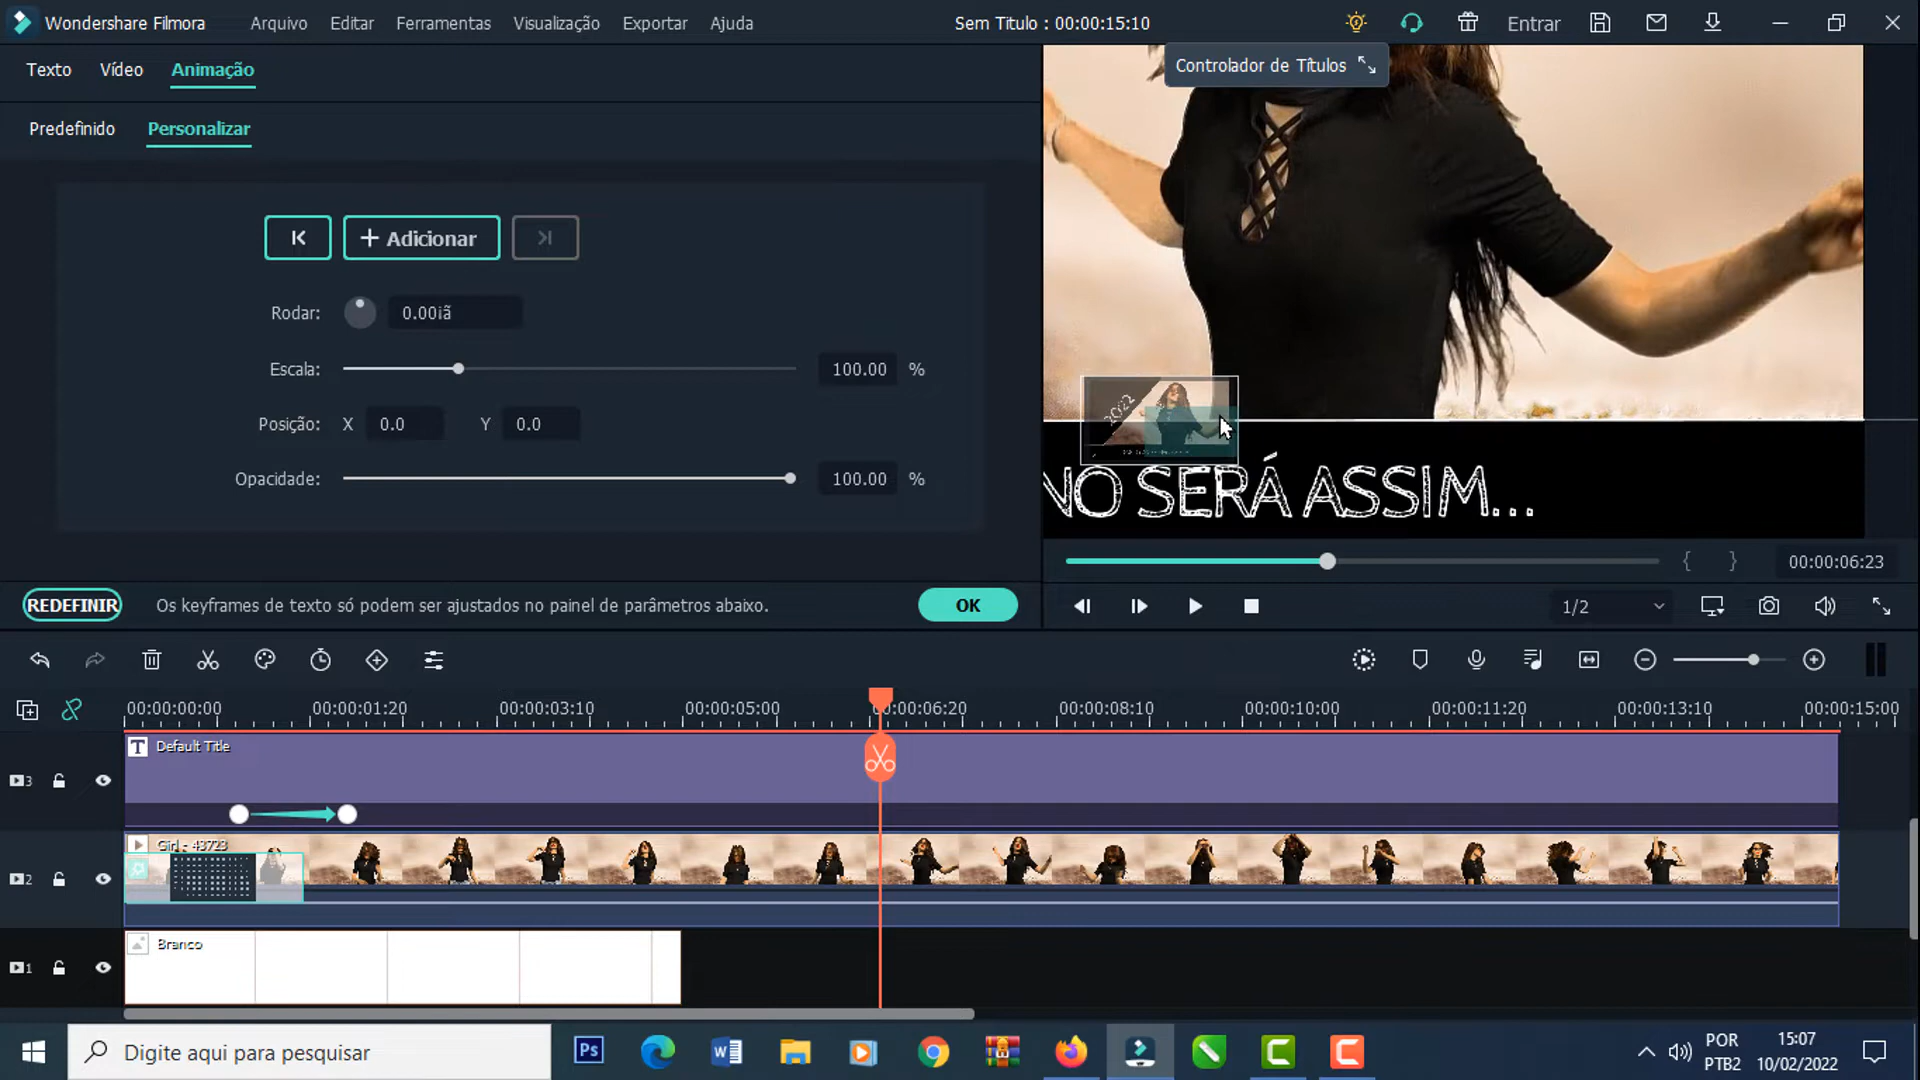 Wondershare Filmora
Arquivo
Editar
Ferramentas
Visualização
Exportar
Ajuda
Sem Titulo : 00:00:15:10
Entrar
Texto
Vídeo
Animação
Controlador de Títulos
Predefinido
Personalizar
Adicionar
Rodar:
0.00iã
Escala:
100.00 %
Posição:
X 0.0
Y 0.0
Opacidade:
100.00 %
2022
NO SERÁ ASSIM...
00:00:06:23
REDEFINIR
Os keyframes de texto só podem ser ajustados no painel de parâmetros abaixo.
OK
1/2
00:00:00:00
00:00:01:20
00:00:03:10
00:00:05:00
00:00:06:20
00:00:08:10
00:00:10:00
00:00:11:20
00:00:13:10
00:00:15:00
3
T Default Title
2
Girl - 43723
1
Branco
Digite aqui para pesquisar
Ps
POR
PTB2
15:07
10/02/2022